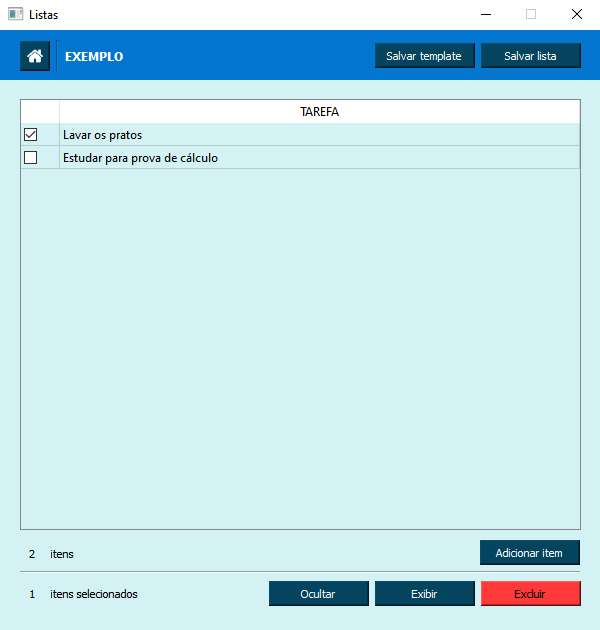 Listas
EXEMPLO
Salvar template
Salvar lista
TAREFA
Lavar os pratos
Estudar para prova de cálculo
2 itens
Adicionar item
1 itens selecionados
Ocultar
Exibir
Excluir